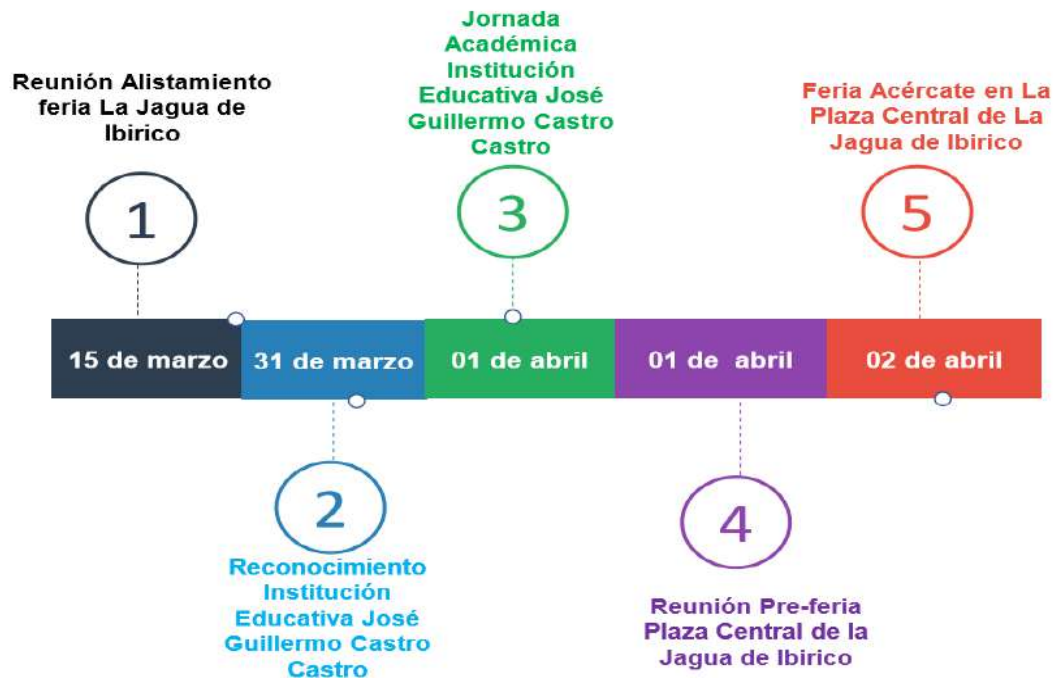 Reunión Alistamiento
feria La Jagua de
Ibirico
1
15 de marzo
31 de marzo
2
Reconocimiento
Institución
Educativa José
Guillermo Castro
Castro
Jornada
Académica
Institución
Educativa José
Guillermo Castro
Castro
3
01 de abril
01 de  abril
4
Reunión Pre-feria
Plaza Central de la
Jagua de Ibirico
Feria Acércate en La
Plaza Central de La
Jagua de Ibirico
5
02 de abril